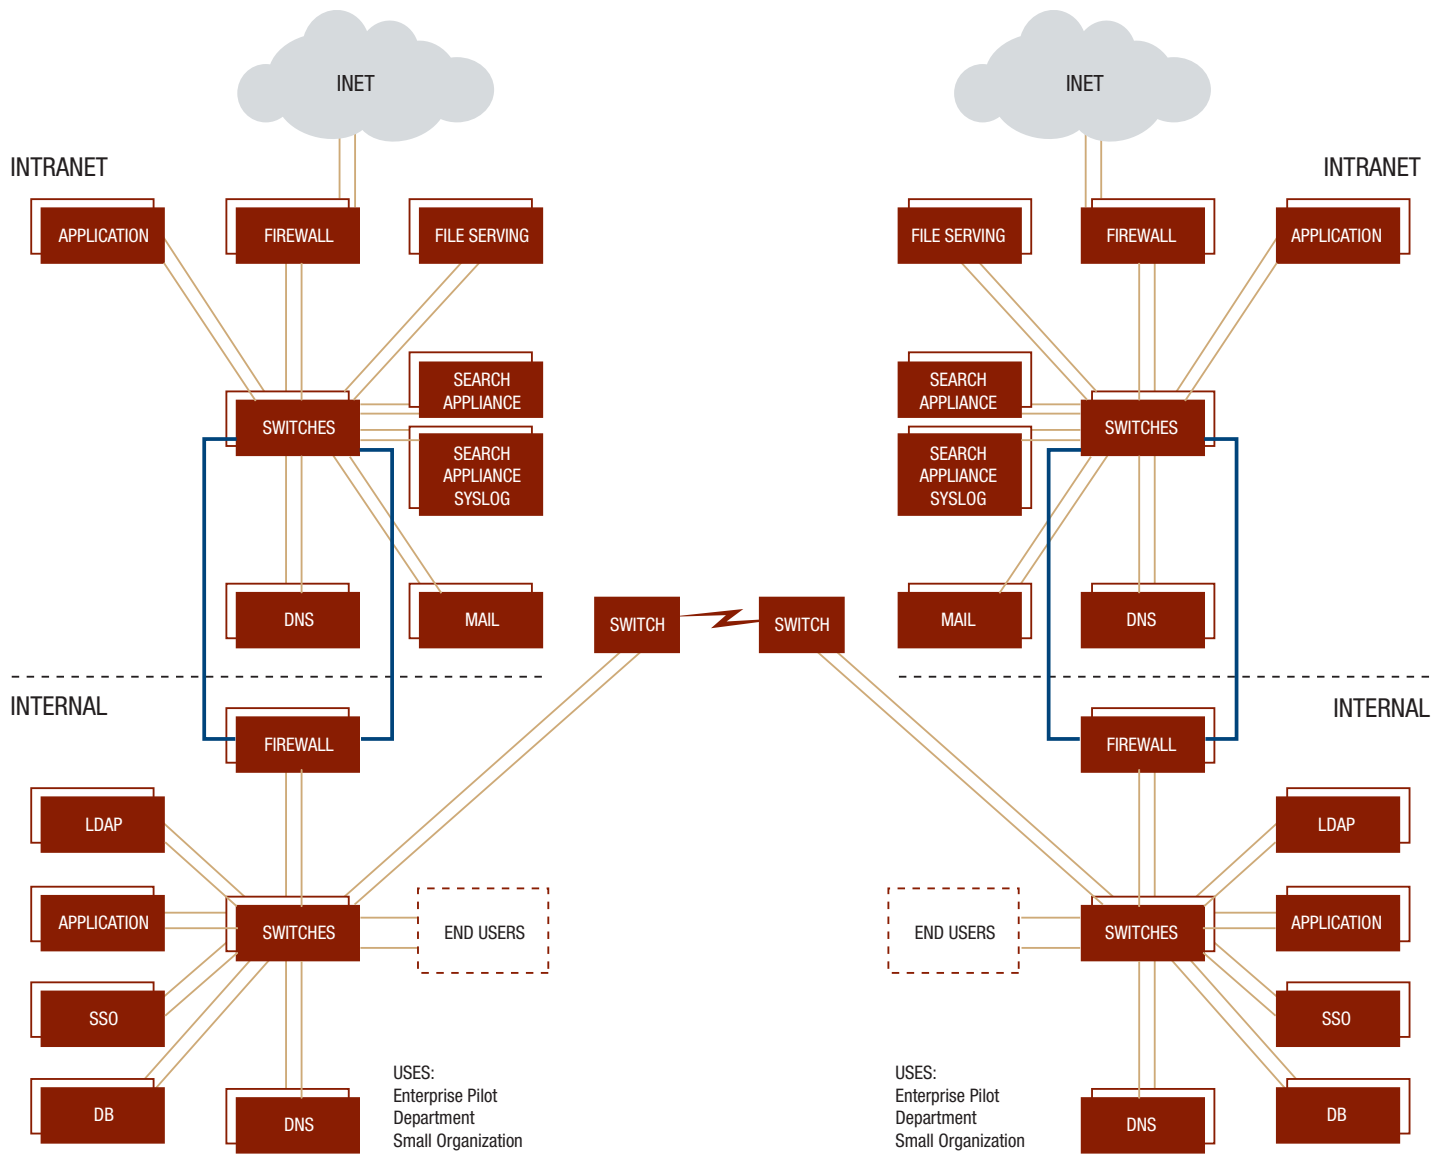 INET
INET
INTRANET
INTRANET
APPLICATION
FIREWALL
FILE SERVING
FILE SERVING
FIREWALL
APPLICATION
SEARCH
APPLIANCE
SEARCH
APPLIANCE
SWITCHES
SWITCHES
SEARCH
APPLIANCE
SYSLOG
SEARCH
APPLIANCE
SYSLOG
DNS
MAIL
SWITCH
SWITCH
MAIL
DNS
INTERNAL
INTERNAL
FIREWALL
FIREWALL
LDAP
LDAP
APPLICATION
SWITCHES
END USERS
END USERS
SWITCHES
APPLICATION
SSO
SSO
DB
DNS
USES:
Enterprise Pilot
Department
Small Organization
USES:
Enterprise Pilot
Department
Small Organization
DNS
DB